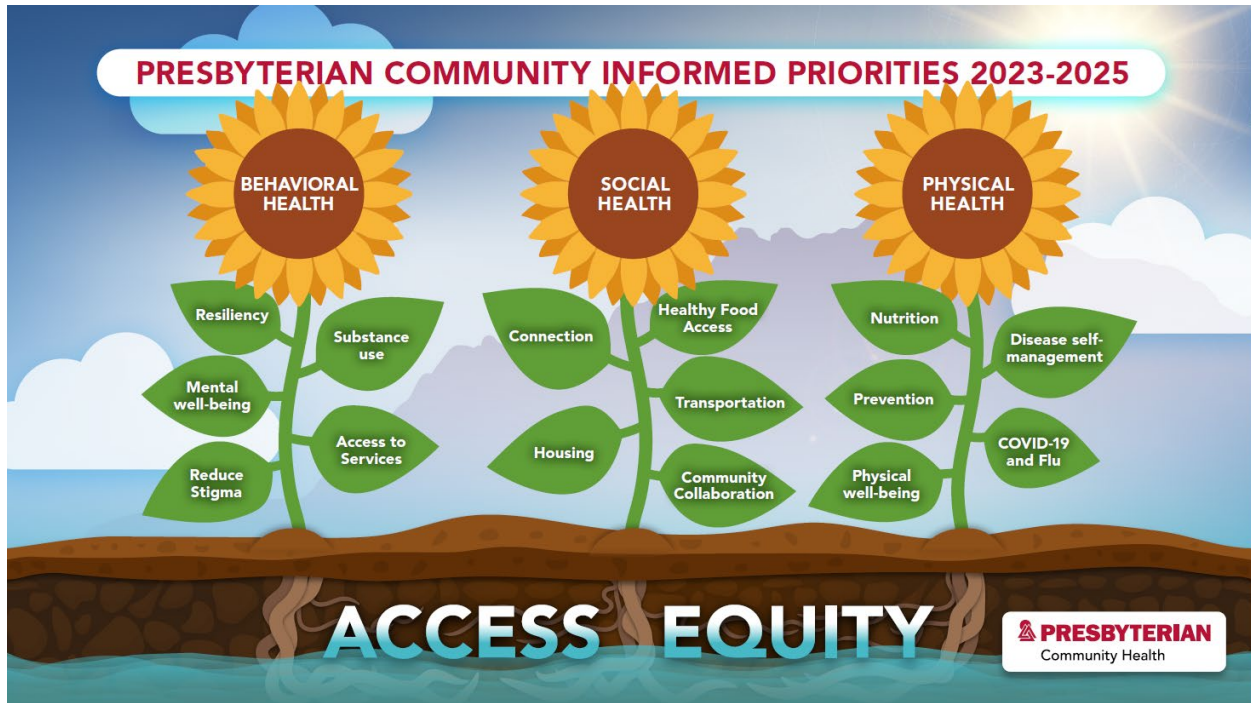 PRESBYTERIAN COMMUNITY INFORMED PRIORITIES 2023-2025
BEHAVIORAL
HEALTH
Resiliency
Substance
use
Mental
well-being
Access to
Services
Reduce
Stigma
SOCIAL
HEALTH
Connection
Healthy Food
Access
Transportation
Housing
Community
Collaboration
PHYSICAL
HEALTH
Nutrition
Disease self-
management
Prevention
COVID-19
and Flu
Physical
well-being
ACCESS EQUITY
PRESBYTERIAN
Community Health